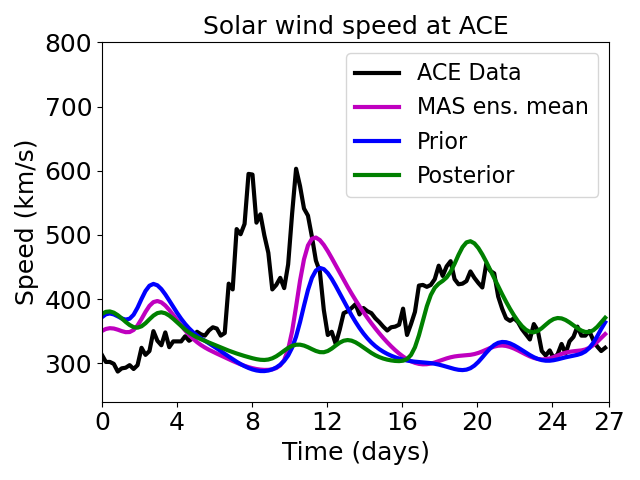 Solar wind speed at ACE
800
700
600
500
400
300
Speed (km/s)
ACE Data
MAS ens. mean
Prior
Posterior
0 4 8 12 16 20 24 27
Time (days)